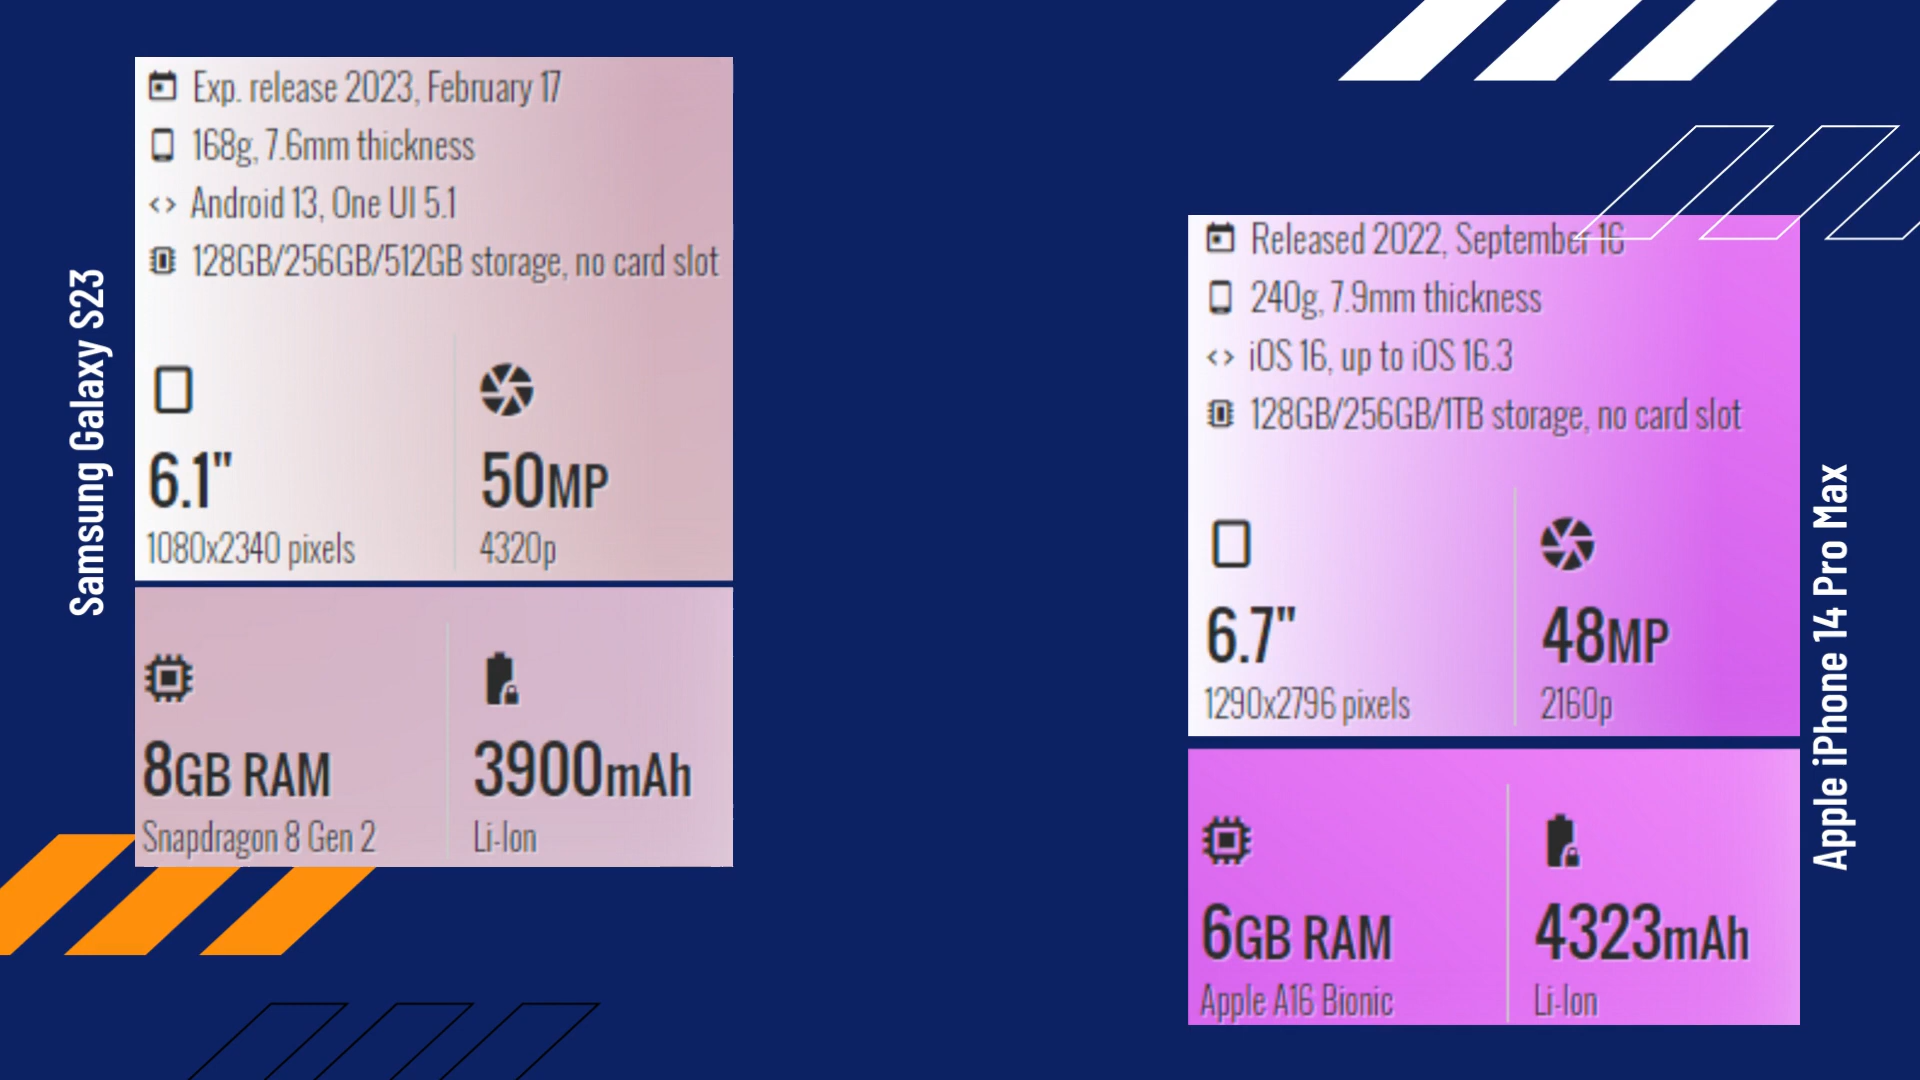 Samsung Galaxy S23
Exp. release 2023, February 17
168g, 7.6mm thickness
Android 13, One UI 5.1
128GB/256GB/512GB storage, no card slot
6.1"
1080x2340 pixels
50MP
4320p
8GB RAM
Snapdragon 8 Gen 2
3900mAh
Li-Ion
Released 2022, September 16
240g, 7.9mm thickness
iOS 16, up to iOS 16.3
128GB/256GB/1TB storage, no card slot
6.7"
1290x2796 pixels
48MP
2160p
6GB RAM
Apple A16 Bionic
4323mAh
Li-Ion
Apple iPhone 14 Pro Max